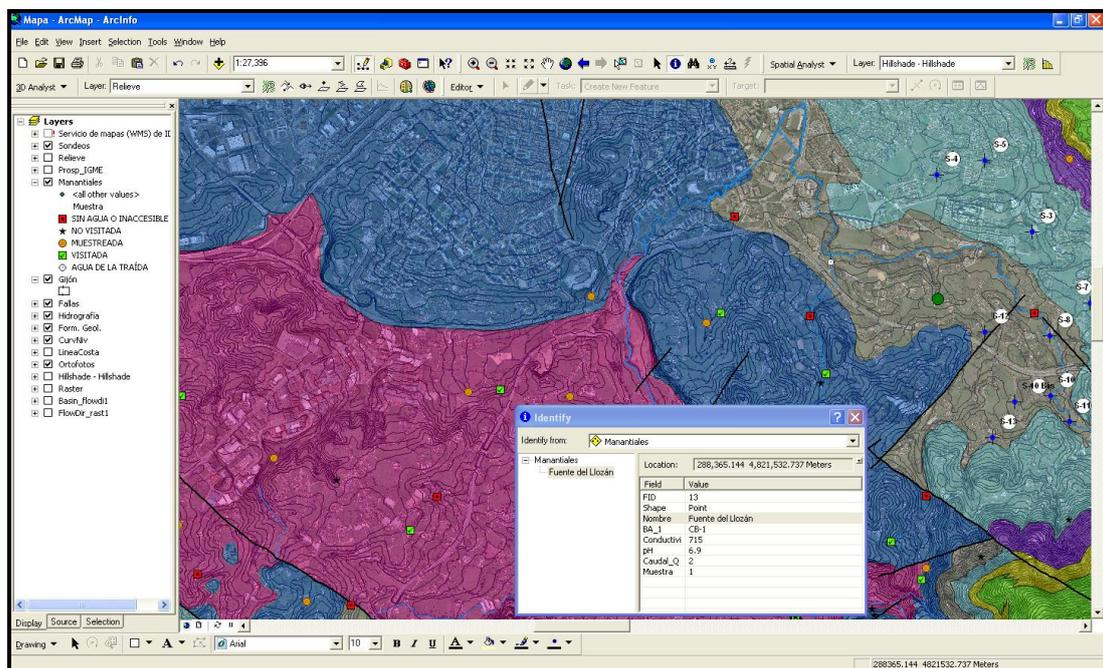 Mapa - ArcMap - ArcInfo
File Edit View Insert Selection Tools Window Help
1:27,396
Spatial Analyst
Layer: Hillshade - Hillshade
3D Analyst
Layer: Relieve
Editor
Task: Create New Feature
Target:
Layers
Servicio de mapas (WMS) de
Sondeos
Relieve
Prosp_IGME
Manantiales
<all other values>
Muestra
SIN AGUA O INACCESIBLE
NO VISITADA
MUESTREADA
VISITADA
AGUA DE LA TRAÍDA
Gijón
Fallas
Hidrografia
Form. Geol.
CurvNiv
Ortofotos
LineaCosta
Hillshade - Hillshade
Raster
Basin_flowdi1
FlowDir_rast1
S-5
S-4
S-3
S-7
S-8
S-12
S-10
S-11
S-13
Identify
Identify from: Manantiales
Manantiales
Fuente del Llozán
Location: 288,365.144 4,821,532.737 Meters
Field Value
FID 13
Shape Point
Nombre Fuente del Llozán
BA_1 CB-1
Conductivi 715
pH 6.9
Caudal_Q 2
Muestra 1
Display Source Selection
Drawing
Arial
10
B I U A
288365.144 4821532.737 Meters